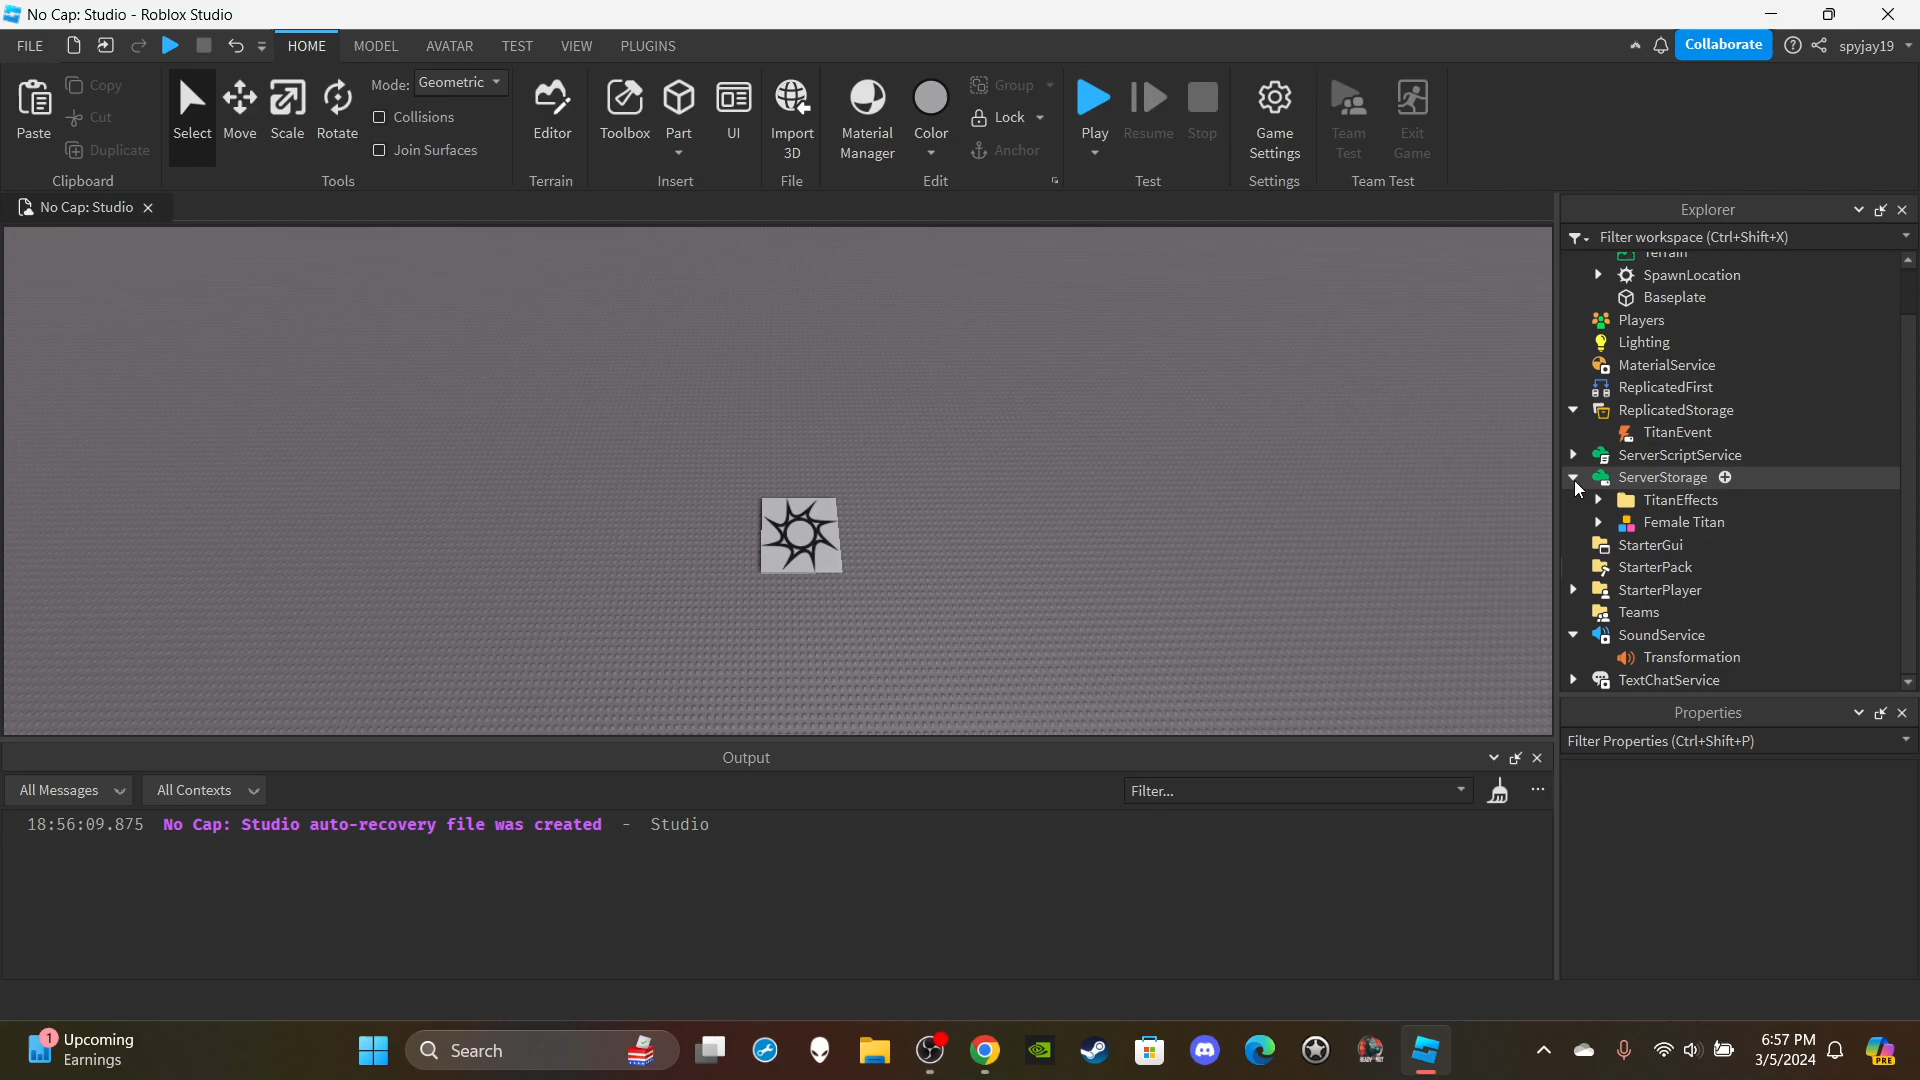 No Cap: Studio - Roblox Studio
FILE HOME MODEL AVATAR TEST VIEW PLUGINS Collaborate spyjay19
Paste Copy Cut Duplicate
Select Move Scale Rotate
Mode: Geometric
Collisions
Join Surfaces
Editor
Toolbox Part UI
Import 3D
Material Manager
Color
Group
Lock
Anchor
Play Resume Stop
Game Settings
Team Test
Exit Game
Clipboard Tools Terrain Insert File Edit Test Settings Team Test
No Cap: Studio
Explorer
Filter workspace (Ctrl+Shift+X)
Terrain
SpawnLocation
Baseplate
Players
Lighting
MaterialService
ReplicatedFirst
ReplicatedStorage
TitanEvent
ServerScriptService
ServerStorage
TitanEffects
Female Titan
StarterGui
StarterPack
StarterPlayer
Teams
SoundService
Transformation
TextChatService
Properties
Filter Properties (Ctrl+Shift+P)
Output
All Messages All Contexts Filter...
18:56:09.875 No Cap: Studio auto-recovery file was created - Studio
1
Upcoming
Earnings
Search
6:57 PM
3/5/2024
PRE